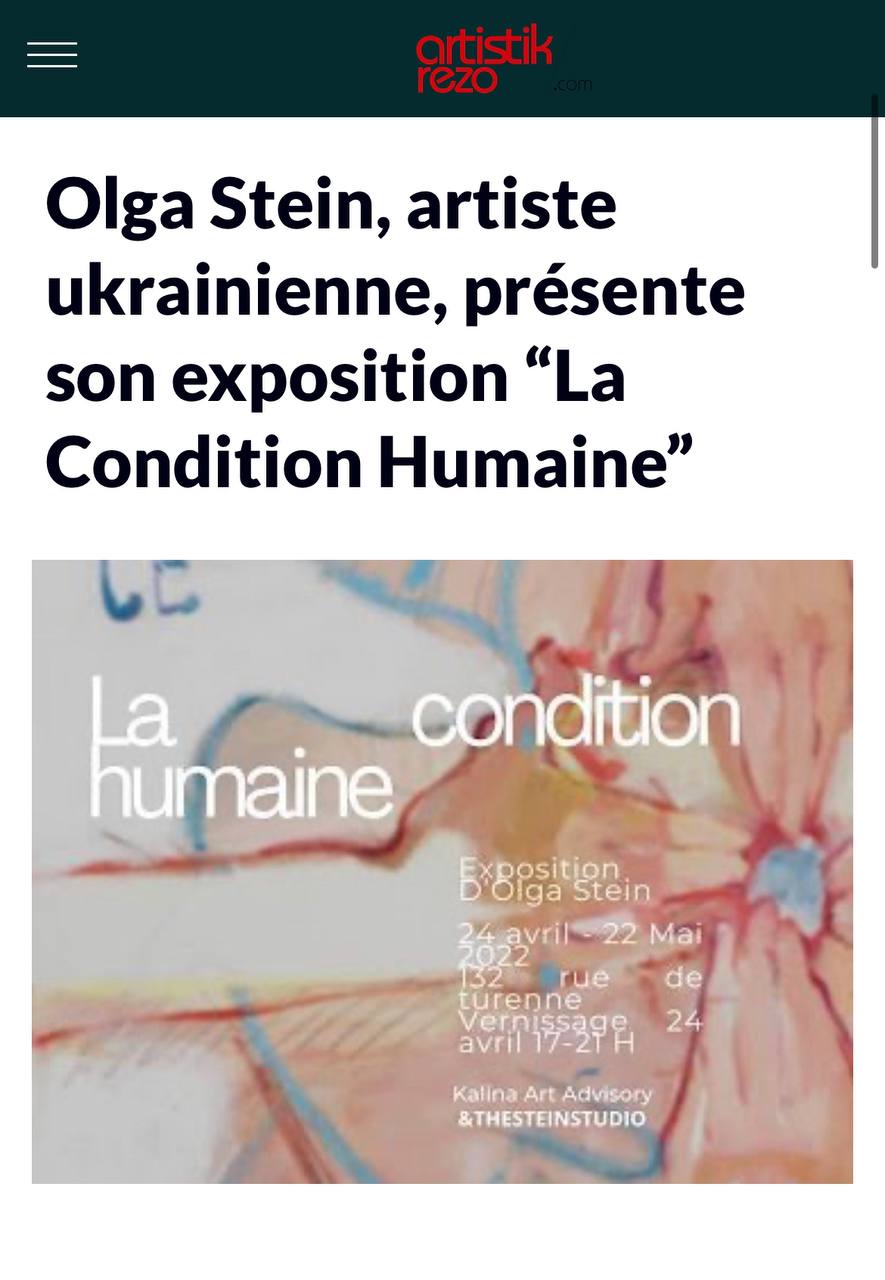 artistik
rezo
.com
Olga Stein, artiste
ukrainienne, présente
son exposition “La
Condition Humaine”
La condition
humaine
Exposition
D'Olga Stein
24 avril - 22 Mai
2022
132 rue de
turenne
Vernissage 24
avril 17-21 H
Kalina Art Advisory
&THESTEINSTUDIO